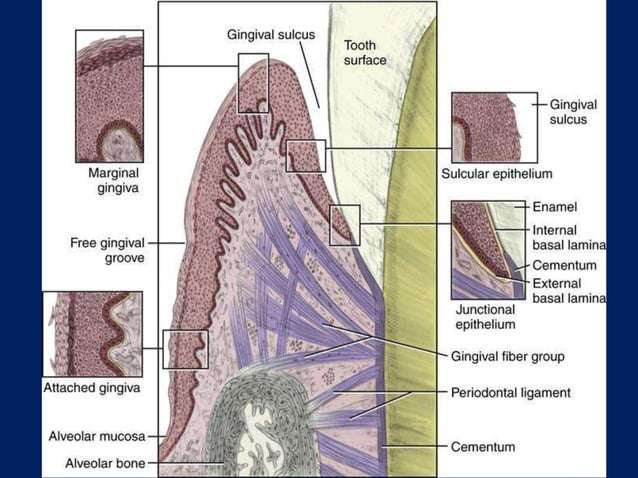 Gingival sulcus
Tooth
surface
Marginal
gingiva
Gingival
sulcus
Sulcular epithelium
Free gingival
groove
Enamel
Internal
basal lamina
Cementum
External
basal lamina
Junctional
epithelium
Attached gingiva
Gingival fiber group
Periodontal ligament
Alveolar mucosa
Cementum
Alveolar bone